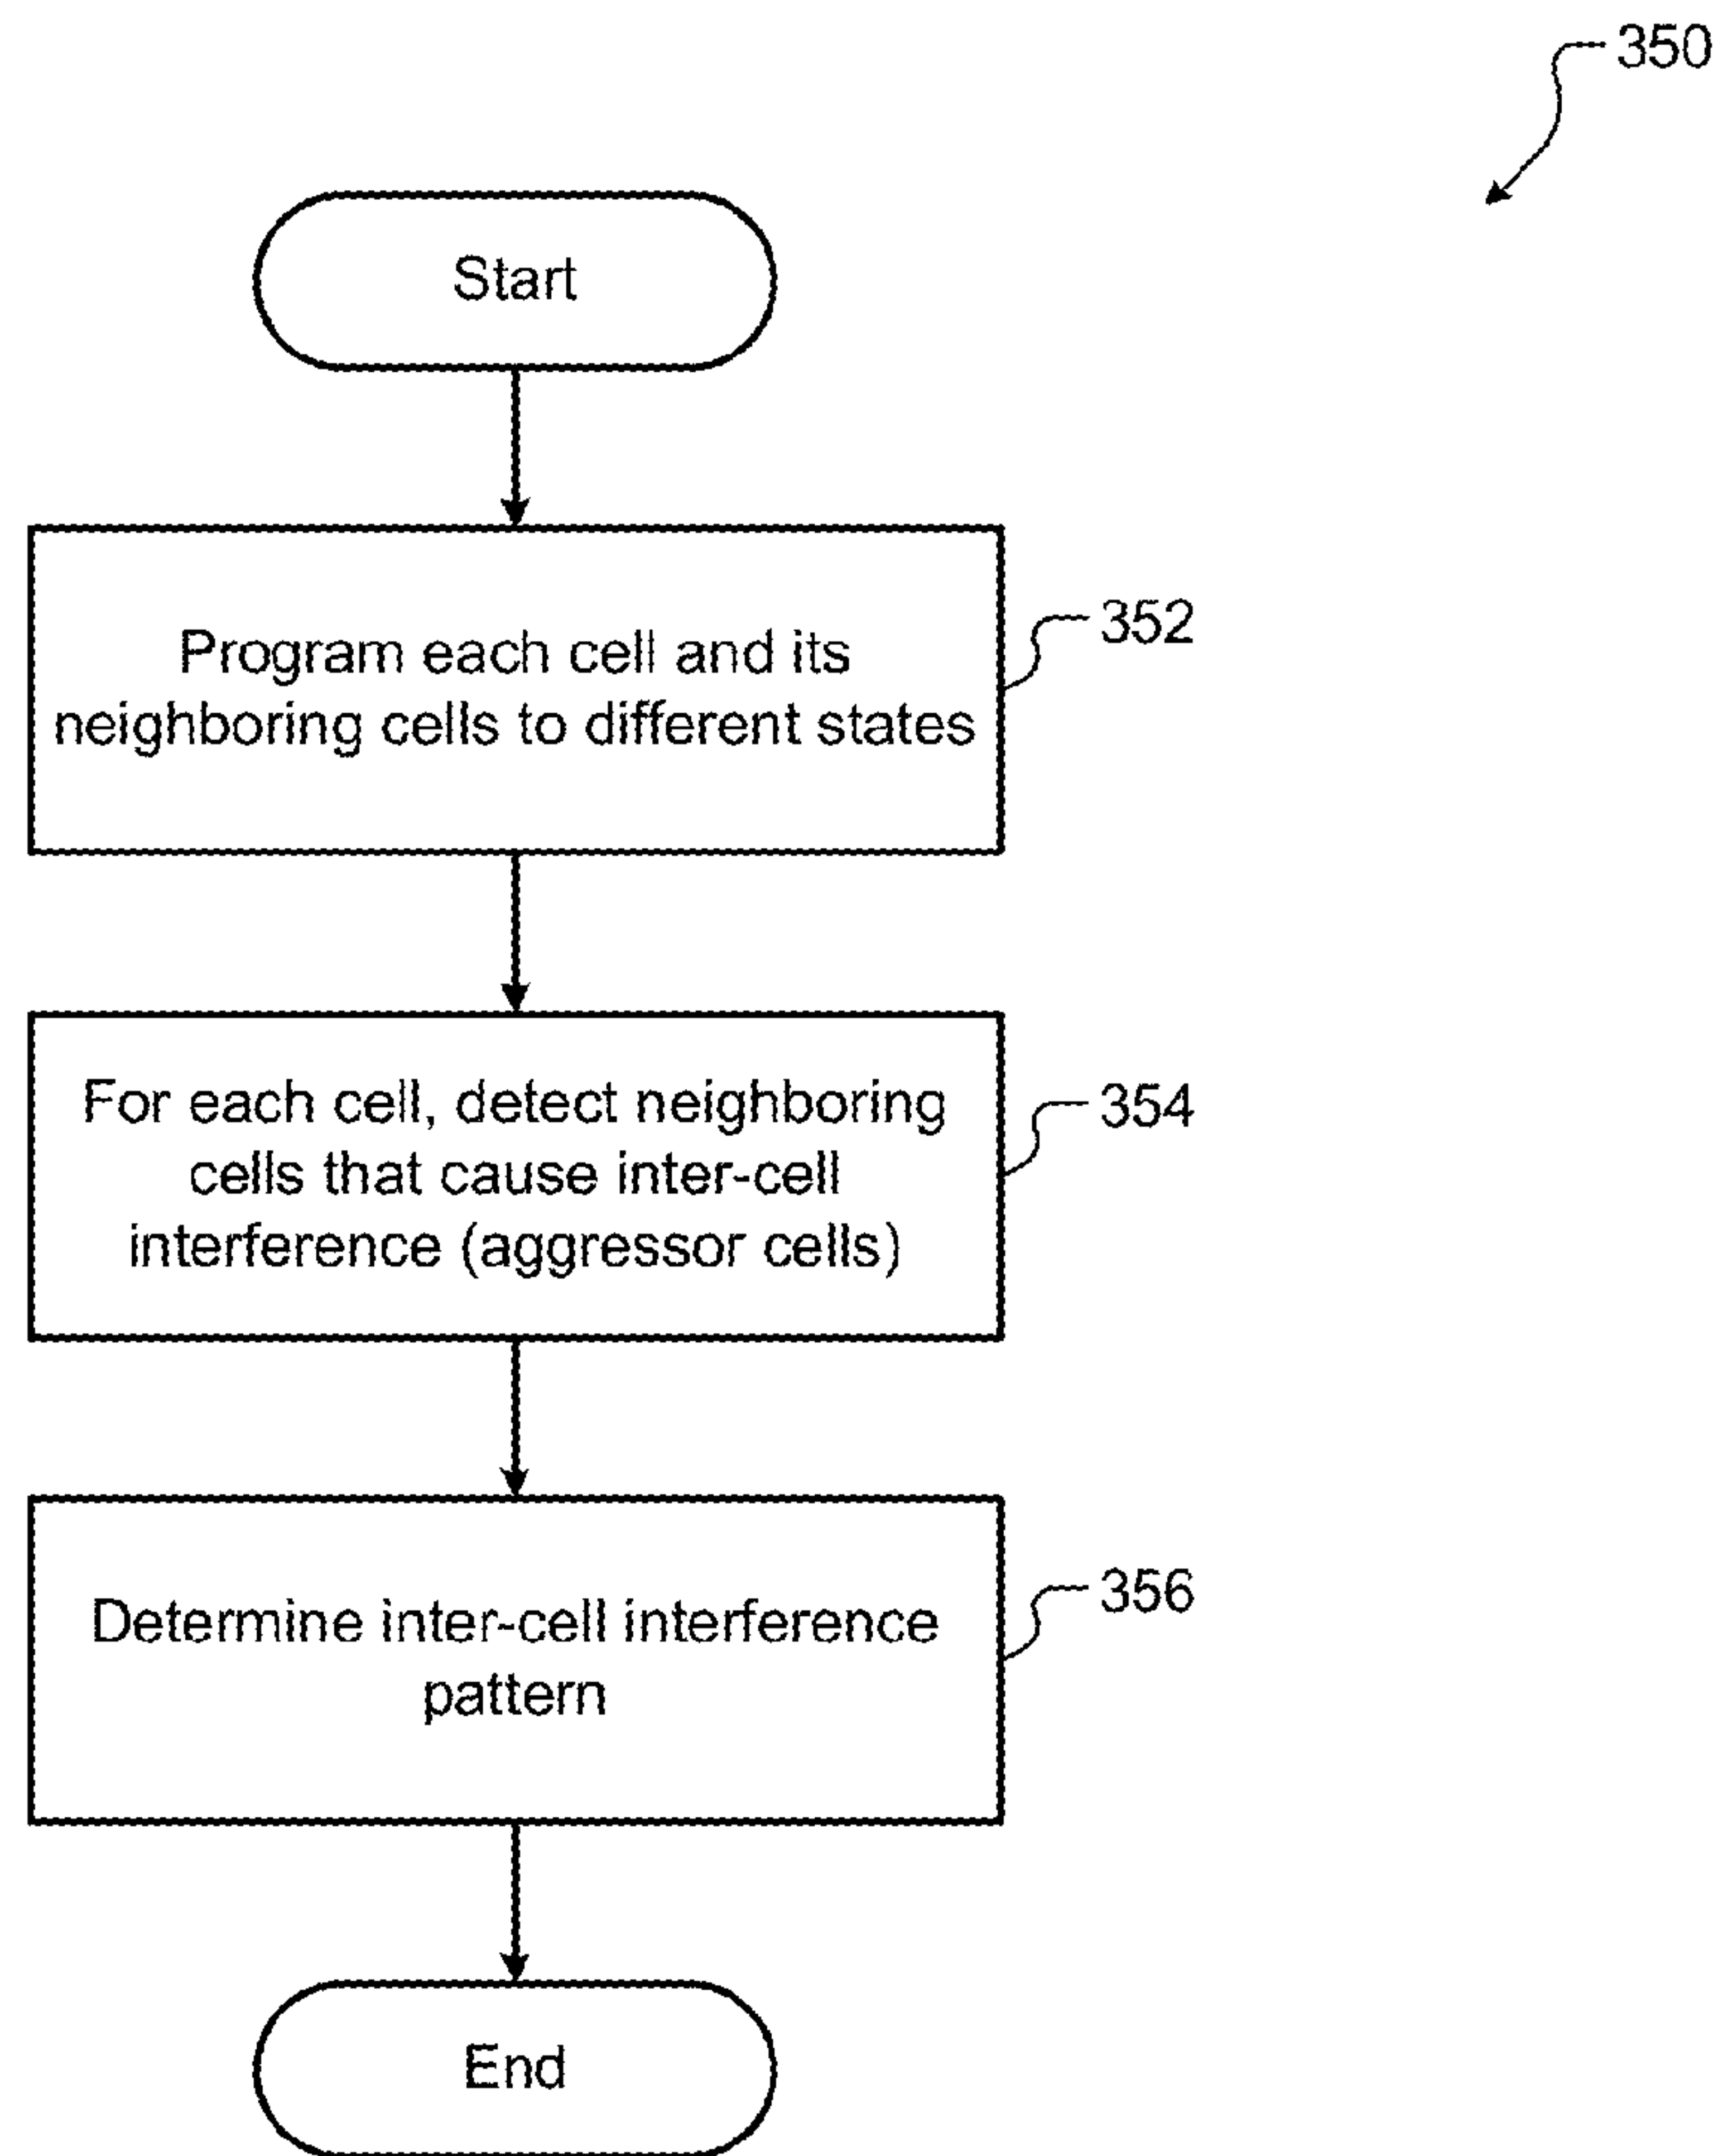 350
Start
Program each cell and its
neighboring cells to different states
352
For each cell, detect neighboring
cells that cause inter-cell
interference (aggressor cells)
354
Determine inter-cell interference
pattern
356
End